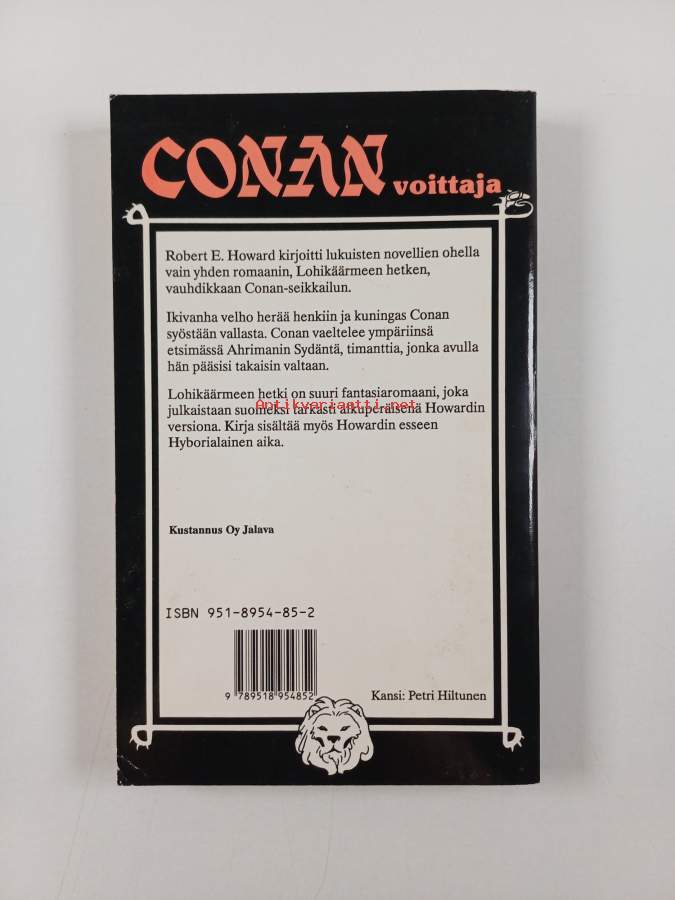 CONAN voittaja
Robert E. Howard kirjoitti lukuisten novellien ohella
vain yhden romaanin, Lohikäärmeen hetken,
vauhdikkaan Conan-seikkailun.
Ikivanha velho herää henkiin ja kuningas Conan
syöstään vallasta. Conan vaeltelee ympäriinsä
etsimässä Ahrimanin Sydäntä, timanttia, jonka avulla
hän pääsisi takaisin valtaan.
Lohikäärmeen hetki on suuri fantasiaromaani, joka
Antikvariaatti.net
julkaistaan suomeksi tarkasti alkuperäisenä Howardin
versiona. Kirja sisältää myös Howardin esseen
Hyborialainen aika.
Kustannus Oy Jalava
ISBN 951-8954-85-2
9 789518 954852
Kansi: Petri Hiltunen